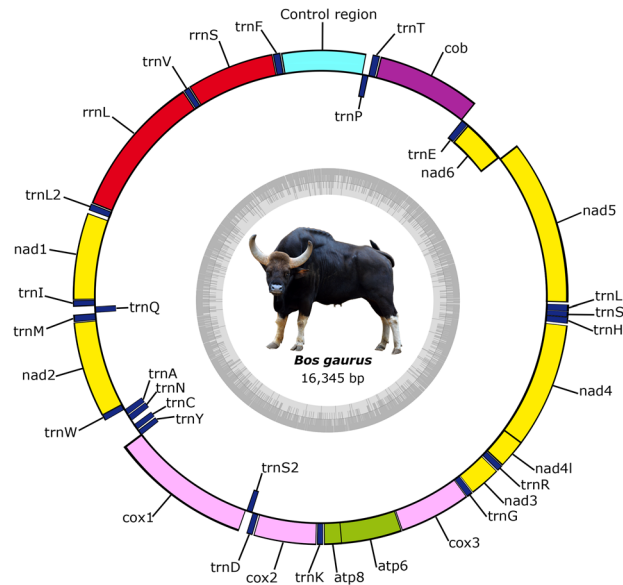 Control region
trnT
cob
trnF
rrnS
trnV
rrnL
trnP
trnE
nad6
nad5
trnL2
nad1
trnI
trnQ
trnM
nad2
trnW
trnA
trnN
trnC
trnY
trnL
trnS
trnH
nad4
nad4l
trnR
nad3
trnG
cox3
atp6
atp8
trnK
cox2
trnD
trnS2
cox1
Bos gaurus
16,345 bp